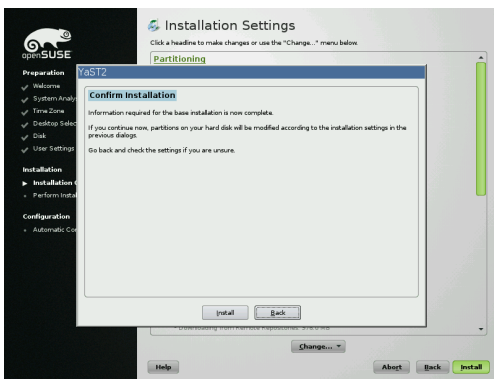 openSUSE
Preparation
Welcome
System Analy
Time Zone
Desktop Selec
Disk
User Settings
Installation
Installation
Perform Instal
Configuration
Automatic Con
Installation Settings
Click a headline to make changes or use the "Change..." menu below.
Partitioning
YaST2
Confirm Installation
Information required for the base installation is now complete.
If you continue now, partitions on your hard disk will be modified according to the installation settings in the
previous dialogs.
Go back and check the settings if you are unsure.
Install Back
Change...
Help Abort Back Install